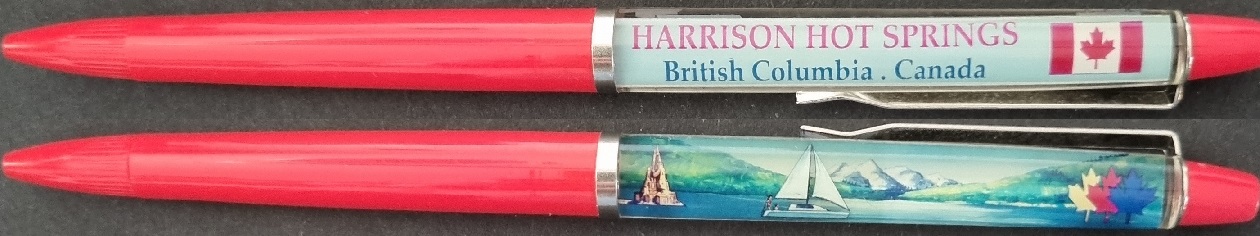 HARRISON HOT SPRINGS
British Columbia . Canada